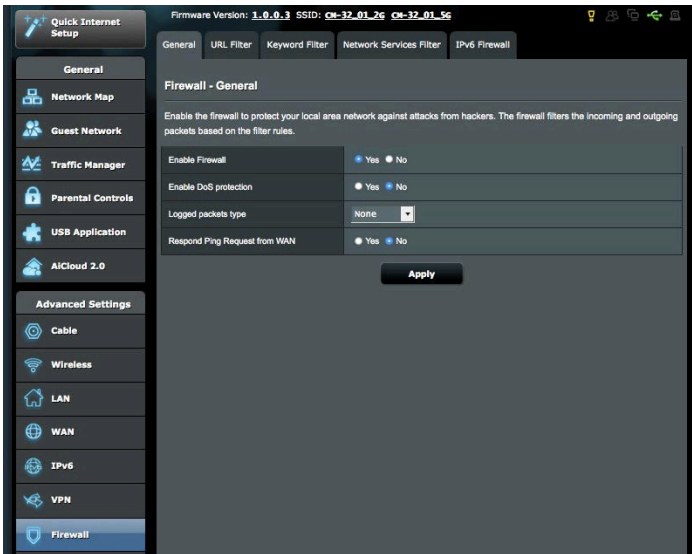 Quick Internet
Setup
Firmware Version: 1.0.0.3 SSID: CM-32_01_2G CM-32_01_5G
General
URL Filter
Keyword Filter
Network Services Filter
IPv6 Firewall
General
Network Map
Guest Network
Traffic Manager
Parental Controls
USB Application
AiCloud 2.0
Advanced Settings
Cable
Wireless
LAN
WAN
IPv6
VPN
Firewall
Firewall - General
Enable the firewall to protect your local area network against attacks from hackers. The firewall filters the incoming and outgoing
packets based on the filter rules.
Enable Firewall Yes No
Enable DoS protection Yes No
Logged packets type None
Respond Ping Request from WAN Yes No
Apply